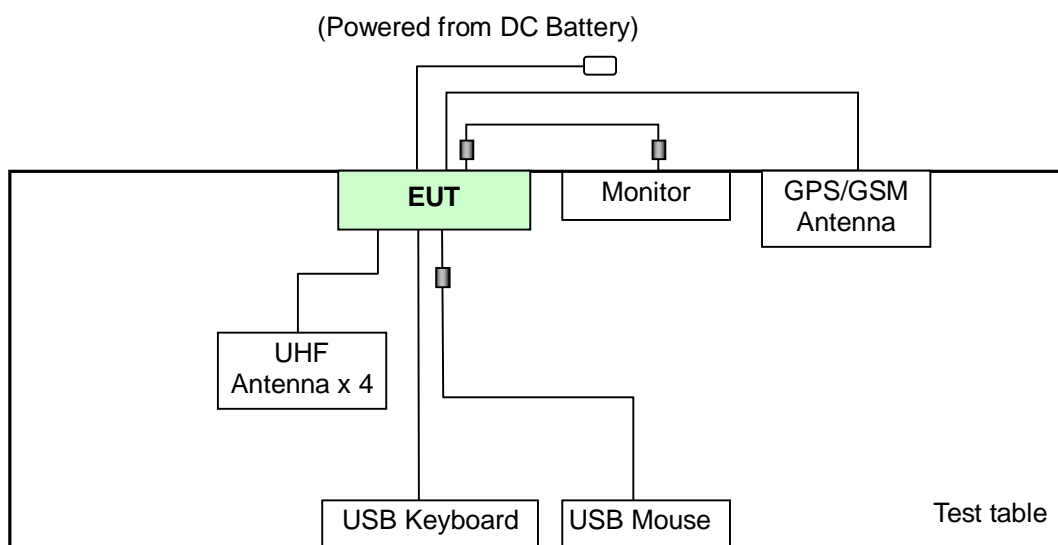 (Powered from DC Battery)
EUT
Monitor
GPS/GSM
Antenna
UHF
Antenna x 4
USB Keyboard
USB Mouse
Test table